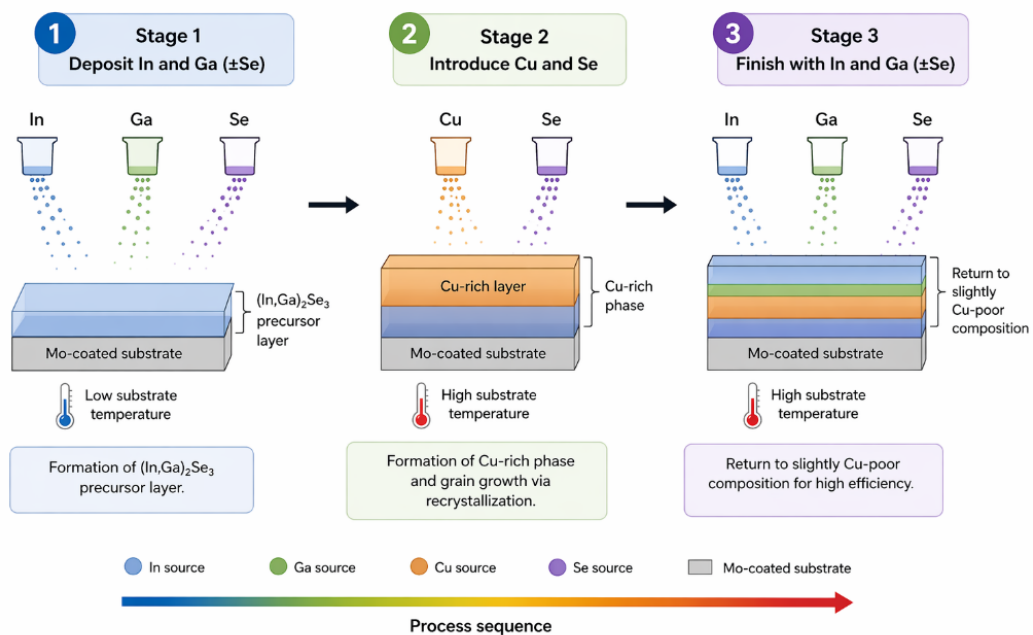 1
Stage 1
Deposit In and Ga (±Se)
2
Stage 2
Introduce Cu and Se
3
Stage 3
Finish with In and Ga (±Se)
In
Ga
Se
Cu
Se
In
Ga
Se
(In,Ga)₂Se₃
precursor
layer
Mo-coated substrate
Cu-rich layer
Cu-rich
phase
Mo-coated substrate
Return to
slightly
Cu-poor
composition
Mo-coated substrate
Low substrate
temperature
High substrate
temperature
High substrate
temperature
Formation of (In,Ga)₂Se₃
precursor layer.
Formation of Cu-rich phase
and grain growth via
recrystallization.
Return to slightly Cu-poor
composition for high efficiency.
In source
Ga source
Cu source
Se source
Mo-coated substrate
Process sequence